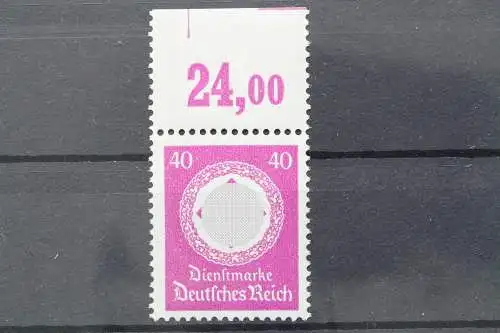 24,00
40 40
Dienstmarke
Deutsches Reich